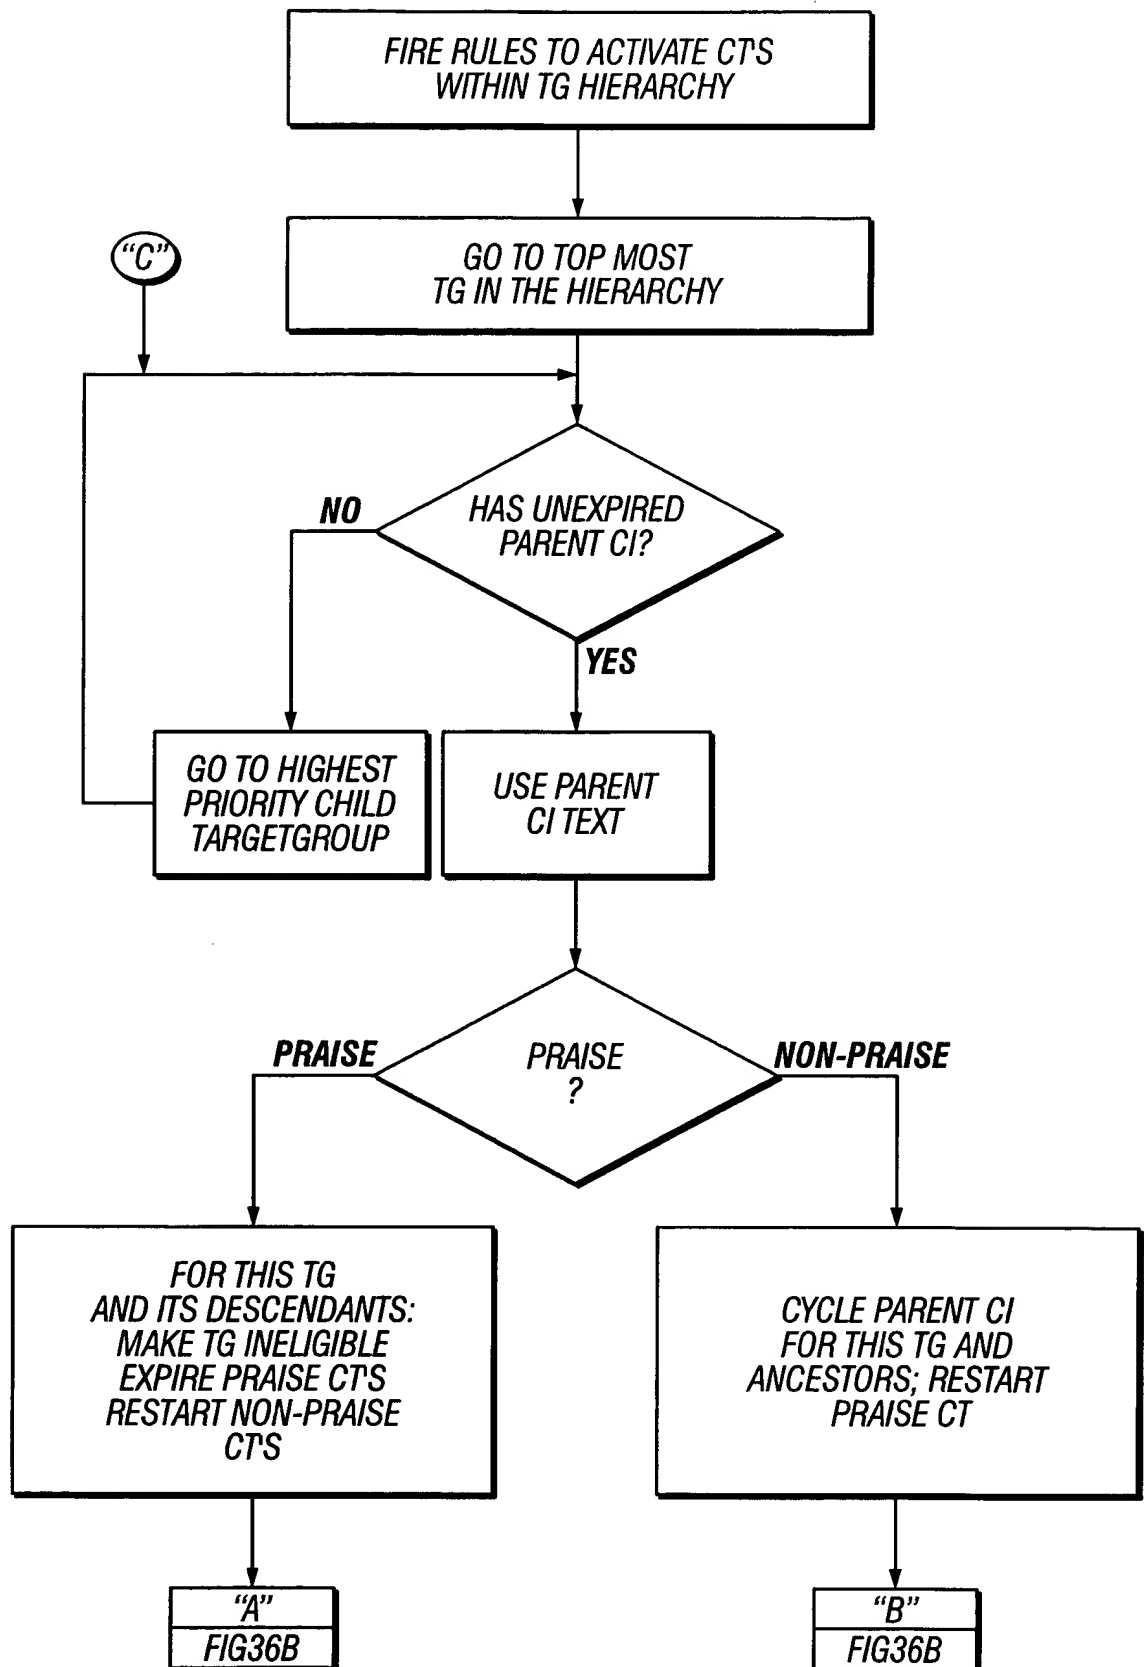 FIRE RULES TO ACTIVATE CT'S
WITHIN TG HIERARCHY
"C"
GO TO TOP MOST
TG IN THE HIERARCHY
NO
HAS UNEXPIRED
PARENT CI?
YES
GO TO HIGHEST
PRIORITY CHILD
TARGETGROUP
USE PARENT
CI TEXT
PRAISE
PRAISE
?
NON-PRAISE
FOR THIS TG
AND ITS DESCENDANTS:
MAKE TG INELIGIBLE
EXPIRE PRAISE CT'S
RESTART NON-PRAISE
CT'S
CYCLE PARENT CI
FOR THIS TG AND
ANCESTORS; RESTART
PRAISE CT
"A"
FIG36B
"B"
FIG36B